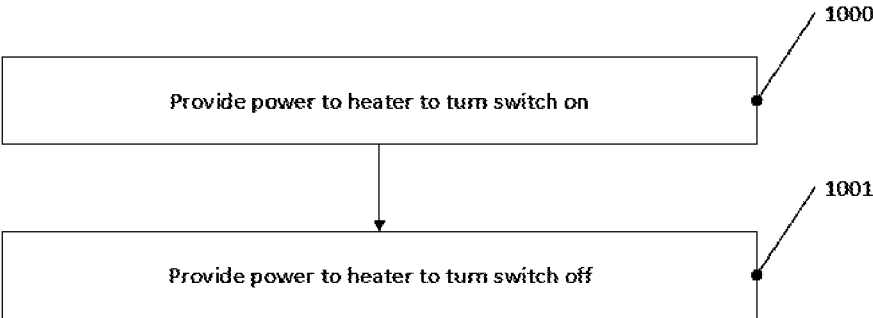 1000
Provide power to heater to turn switch on
1001
Provide power to heater to turn switch off